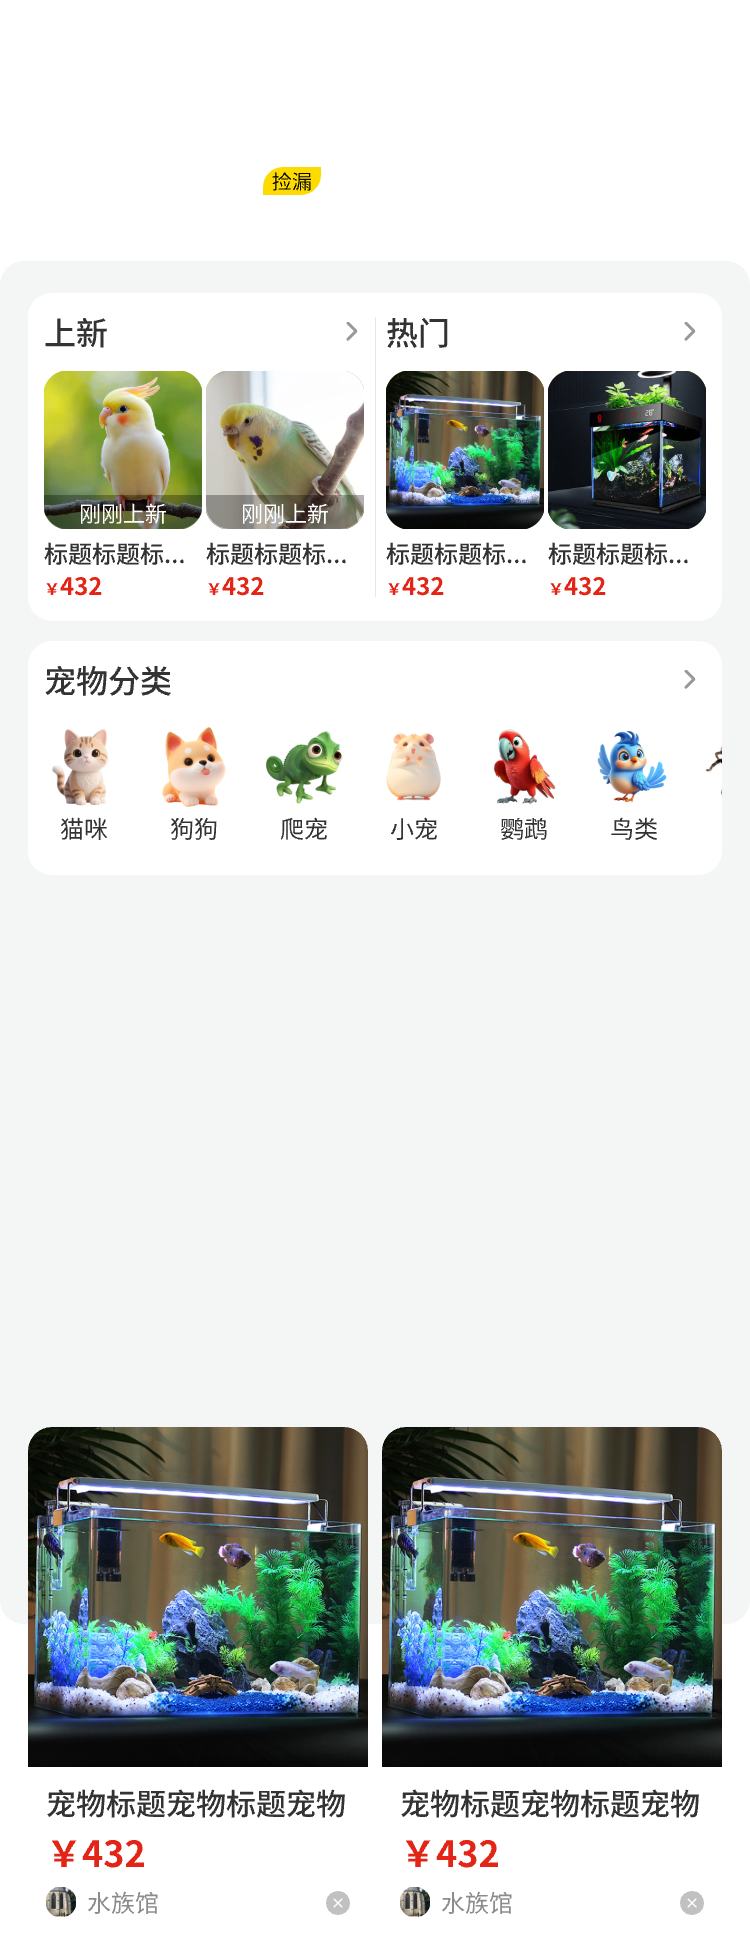 捡漏
上新
热门
刚刚上新
刚刚上新
标题标题标...
标题标题标...
标题标题标...
标题标题标...
¥432
¥432
¥432
¥432
宠物分类
猫咪
狗狗
爬宠
小宠
鹦鹉
鸟类
宠物标题宠物标题宠物
宠物标题宠物标题宠物
¥432
¥432
水族馆
水族馆